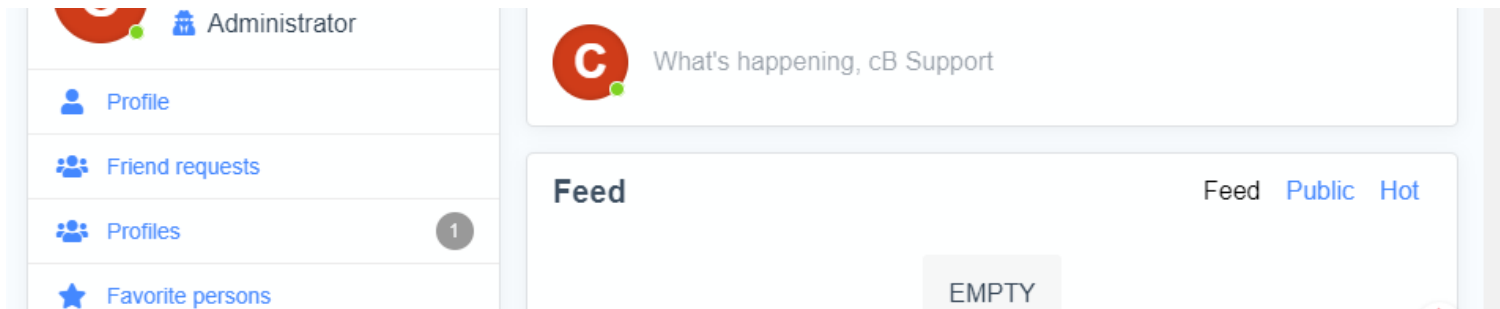 Administrator
Profile
Friend requests
Profiles
1
Favorite persons
C
What's happening, cB Support
Feed
Feed Public Hot
EMPTY